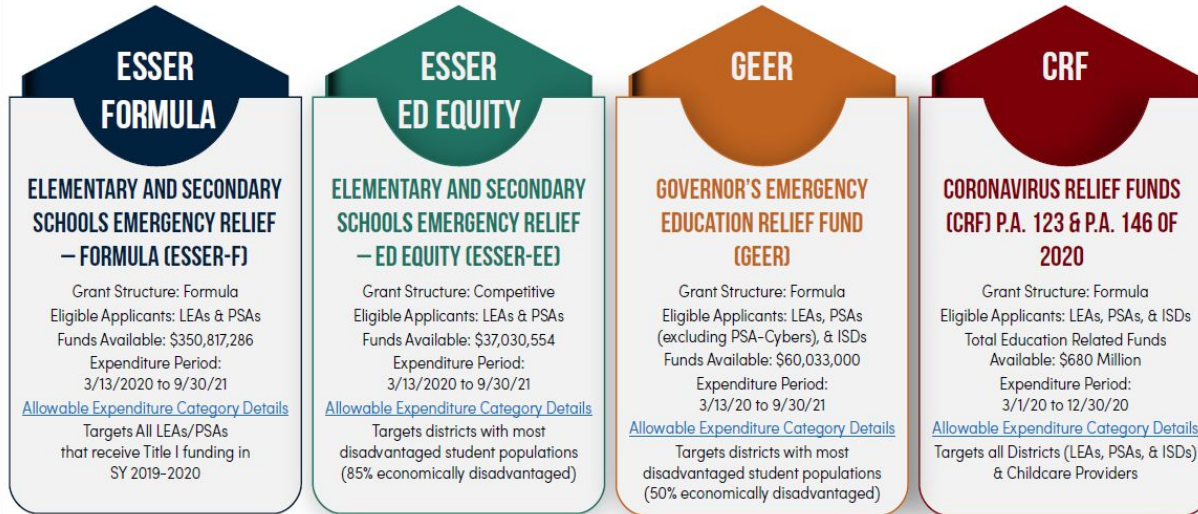 ESSER
FORMULA
ELEMENTARY AND SECONDARY
SCHOOLS EMERGENCY RELIEF
– FORMULA (ESSER-F)
Grant Structure: Formula
Eligible Applicants: LEAs & PSAs
Funds Available: $350,817,286
Expenditure Period:
3/13/2020 to 9/30/21
Allowable Expenditure Category Details
Targets All LEAs/PSAs
that receive Title I funding in
SY 2019-2020
ESSER
ED EQUITY
ELEMENTARY AND SECONDARY
SCHOOLS EMERGENCY RELIEF
– ED EQUITY (ESSER-EE)
Grant Structure: Competitive
Eligible Applicants: LEAs & PSAs
Funds Available: $37,030,554
Expenditure Period:
3/13/2020 to 9/30/21
Allowable Expenditure Category Details
Targets districts with most
disadvantaged student populations
(85% economically disadvantaged)
GEER
GOVERNOR'S EMERGENCY
EDUCATION RELIEF FUND
(GEER)
Grant Structure: Formula
Eligible Applicants: LEAs, PSAs
(excluding PSA-Cybers), & ISDs
Funds Available: $60,033,000
Expenditure Period:
3/13/20 to 9/30/21
Allowable Expenditure Category Details
Targets districts with most
disadvantaged student populations
(50% economically disadvantaged)
CRF
CORONAVIRUS RELIEF FUNDS
(CRF) P.A. 123 & P.A. 146 OF
2020
Grant Structure: Formula
Eligible Applicants: LEAs, PSAs, & ISDs
Total Education Related Funds
Available: $680 Million
Expenditure Period:
3/1/20 to 12/30/20
Allowable Expenditure Category Details
Targets all Districts (LEAs, PSAs, & ISDs)
& Childcare Providers